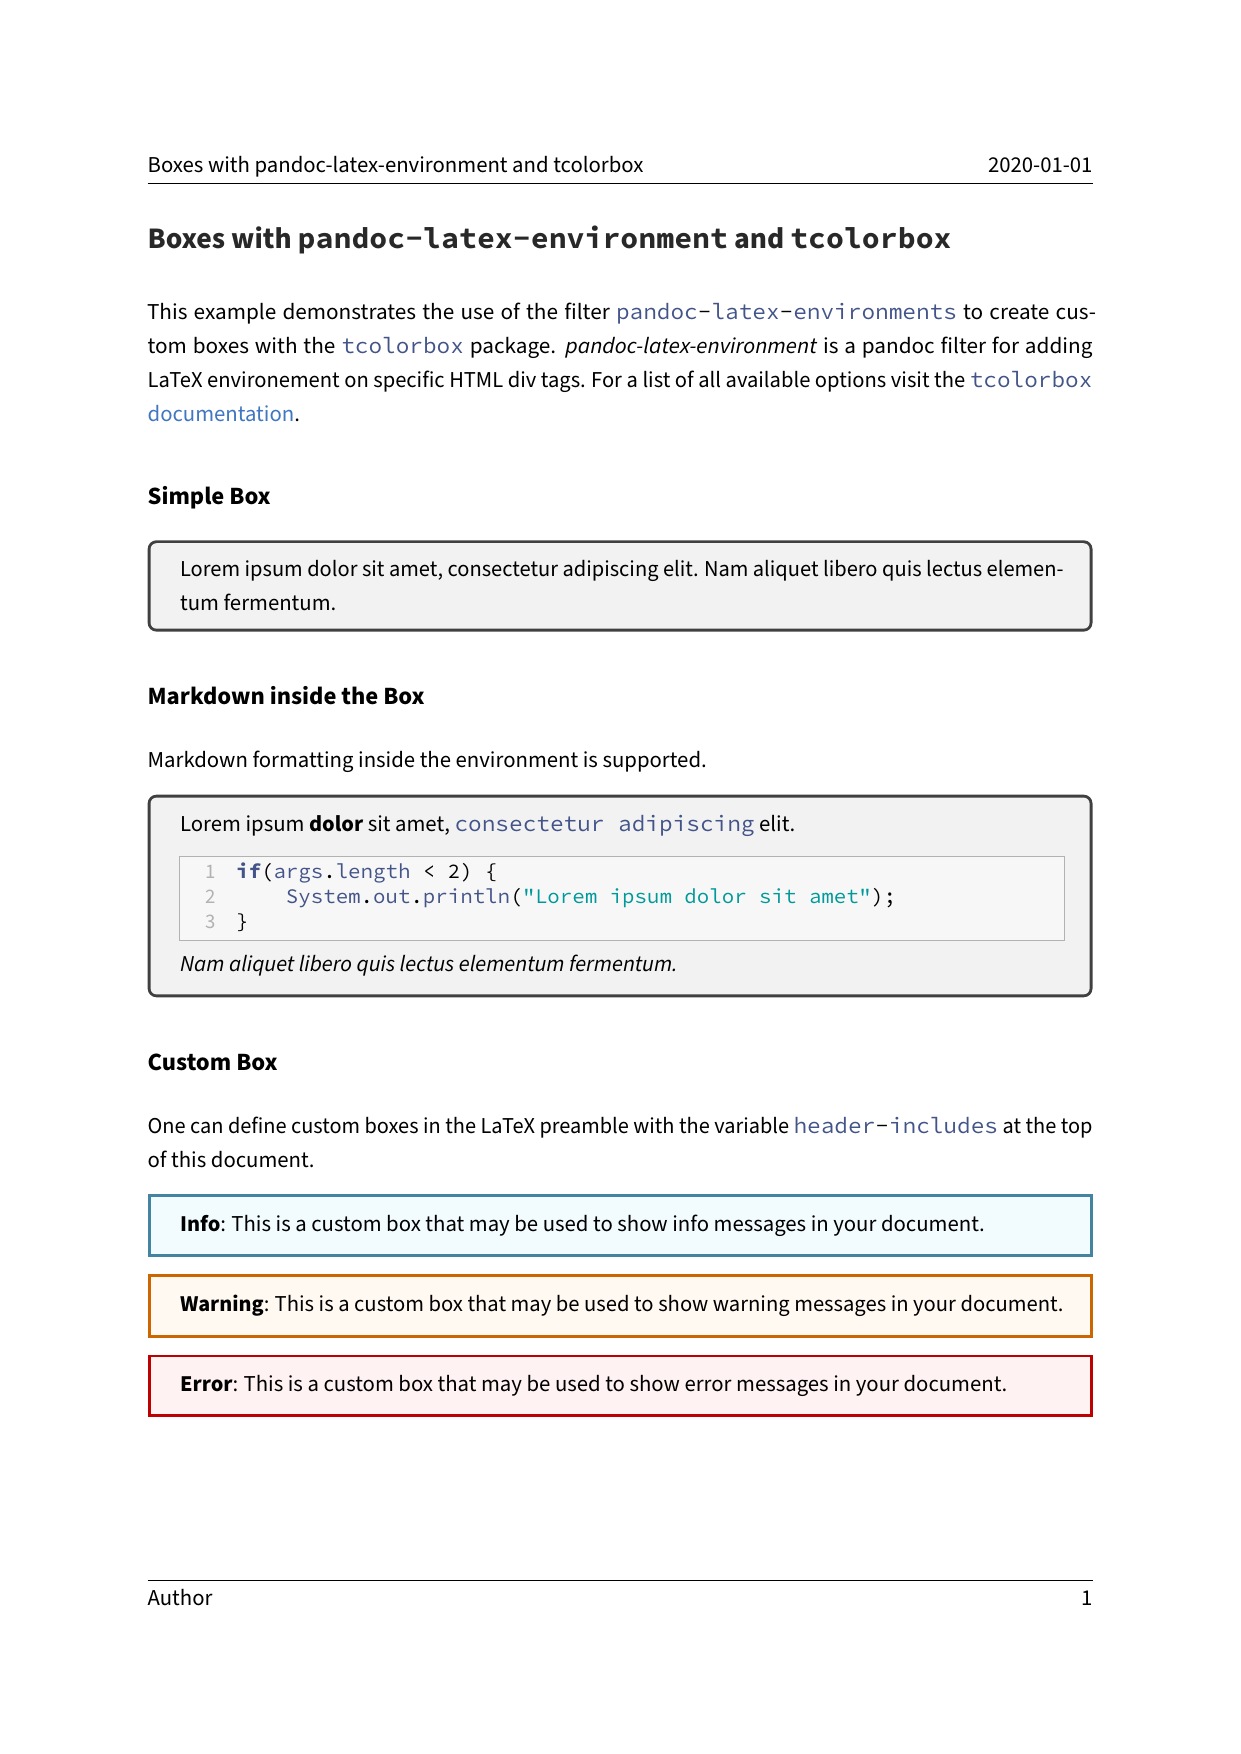 Boxes with pandoc-latex-environment and tcolorbox 2020-01-01
Boxes with pandoc-latex-environment and tcolorbox
This example demonstrates the use of the filter pandoc-latex-environments to create cus-
tom boxes with the tcolorbox package. pandoc-latex-environment is a pandoc filter for adding
LaTeX environement on specific HTML div tags. For a list of all available options visit the tcolorbox
documentation.
Simple Box
Lorem ipsum dolor sit amet, consectetur adipiscing elit. Nam aliquet libero quis lectus elemen-
tum fermentum.
Markdown inside the Box
Markdown formatting inside the environment is supported.
Lorem ipsum dolor sit amet, consectetur adipiscing elit.
1 if(args.length < 2) {
2     System.out.println("Lorem ipsum dolor sit amet");
3 }
Nam aliquet libero quis lectus elementum fermentum.
Custom Box
One can define custom boxes in the LaTeX preamble with the variable header-includes at the top
of this document.
Info: This is a custom box that may be used to show info messages in your document.
Warning: This is a custom box that may be used to show warning messages in your document.
Error: This is a custom box that may be used to show error messages in your document.
Author 1